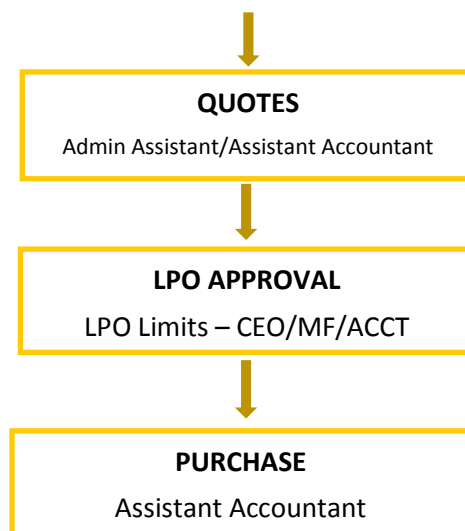 QUOTES
Admin Assistant/Assistant Accountant
LPO APPROVAL
LPO Limits – CEO/MF/ACCT
PURCHASE
Assistant Accountant